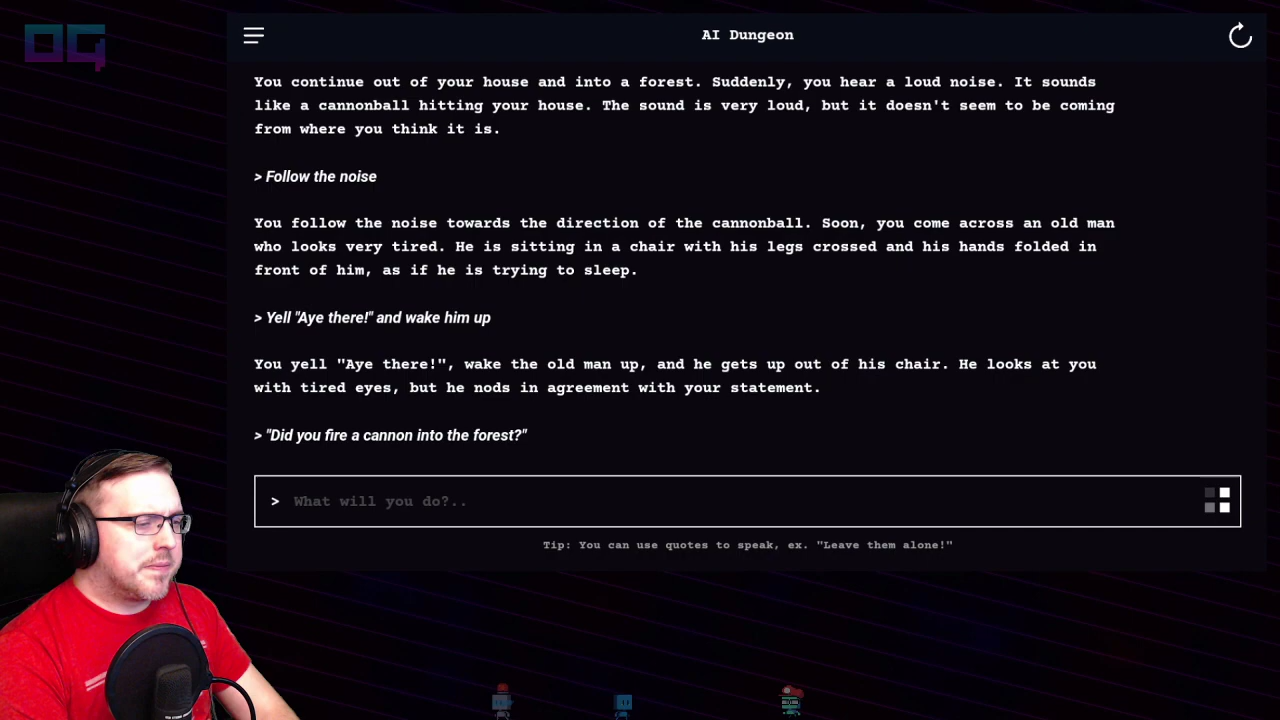 OG
AI Dungeon
You continue out of your house and into a forest. Suddenly, you hear a loud noise. It sounds
like a cannonball hitting your house. The sound is very loud, but it doesn't seem to be coming
from where you think it is.
> Follow the noise
You follow the noise towards the direction of the cannonball. Soon, you come across an old man
who looks very tired. He is sitting in a chair with his legs crossed and his hands folded in
front of him, as if he is trying to sleep.
> Yell "Aye there!" and wake him up
You yell "Aye there!", wake the old man up, and he gets up out of his chair. He looks at you
with tired eyes, but he nods in agreement with your statement.
> "Did you fire a cannon into the forest?"
> What will you do?..
Tip: You can use quotes to speak, ex. "Leave them alone!"